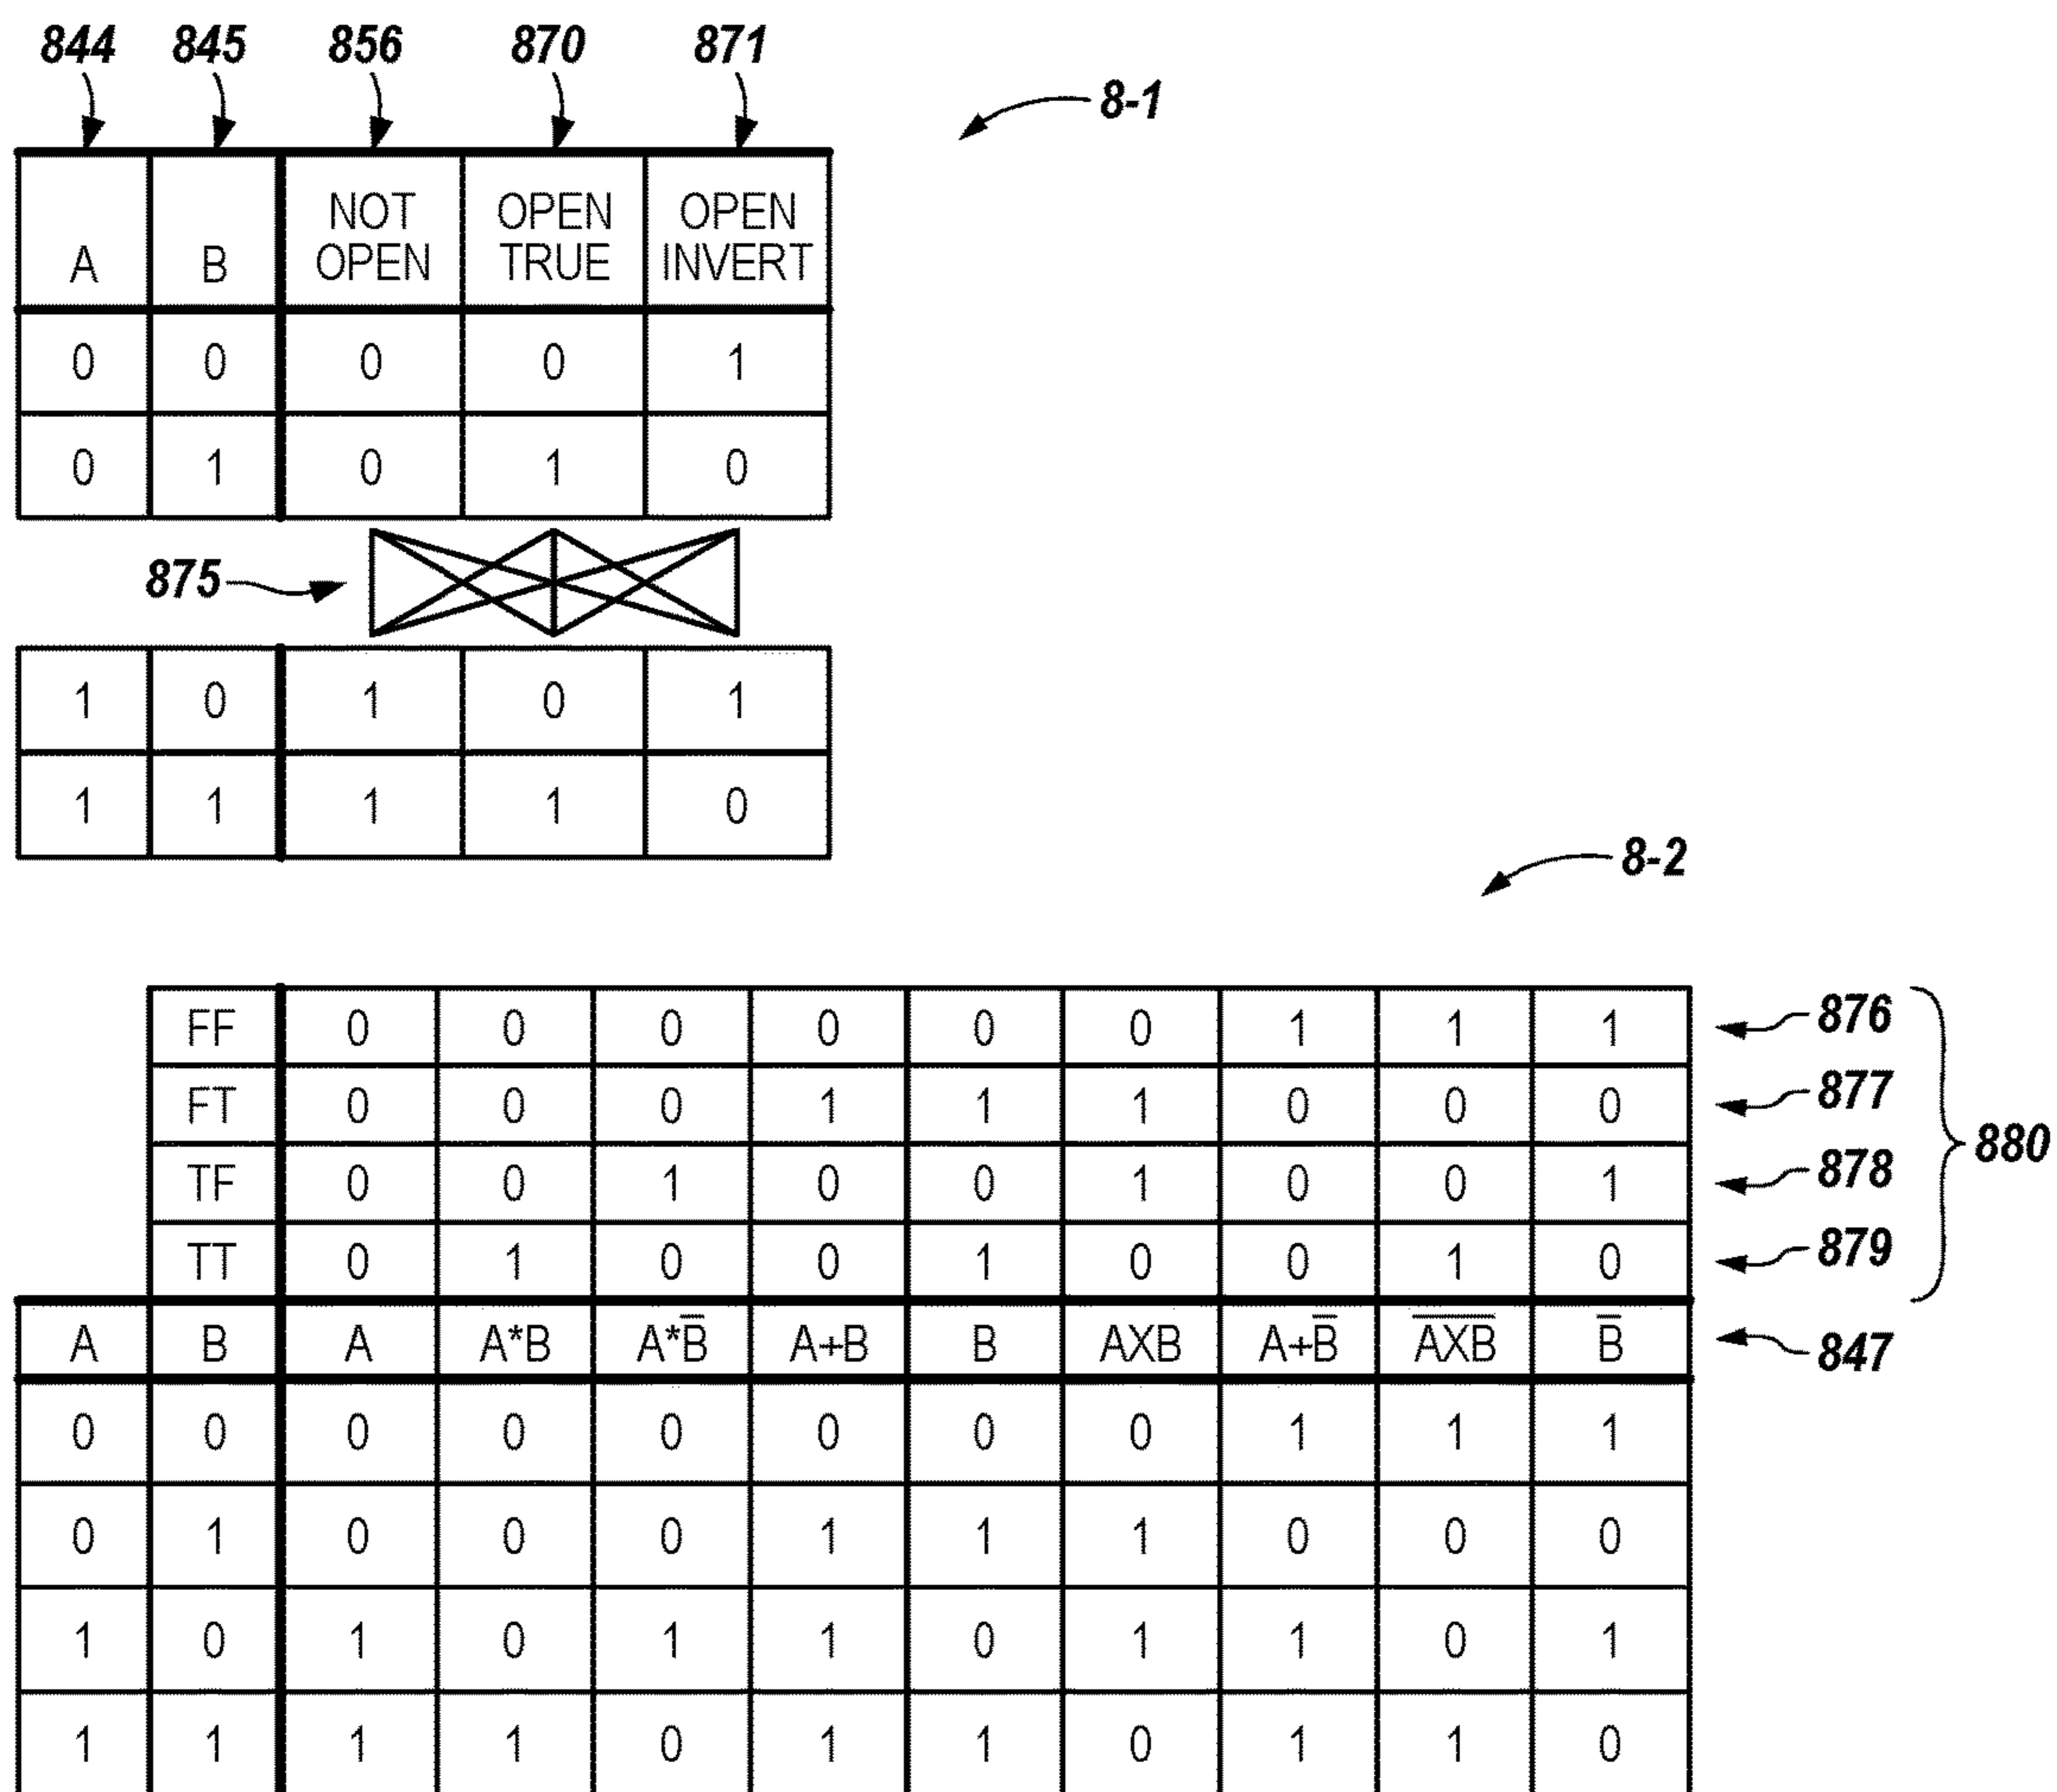 844 845 856 870 871
8-1
A B NOT OPEN OPEN TRUE OPEN INVERT
0 0 0 0 1
0 1 0 1 0
875
1 0 1 0 1
1 1 1 1 0
8-2
FF 0 0 0 0 0 0 1 1 1 876
FT 0 0 0 1 1 1 0 0 0 877
880
TF 0 0 1 0 0 1 0 0 1 878
TT 0 1 0 0 1 0 0 1 0 879
A B A A*B A*B̅ A+B B AXB A+B̅ A̅X̅B̅ B̅ 847
0 0 0 0 0 0 0 0 1 1 1
0 1 0 0 0 1 1 1 0 0 0
1 0 1 0 1 1 0 1 1 0 1
1 1 1 1 0 1 1 0 1 1 0